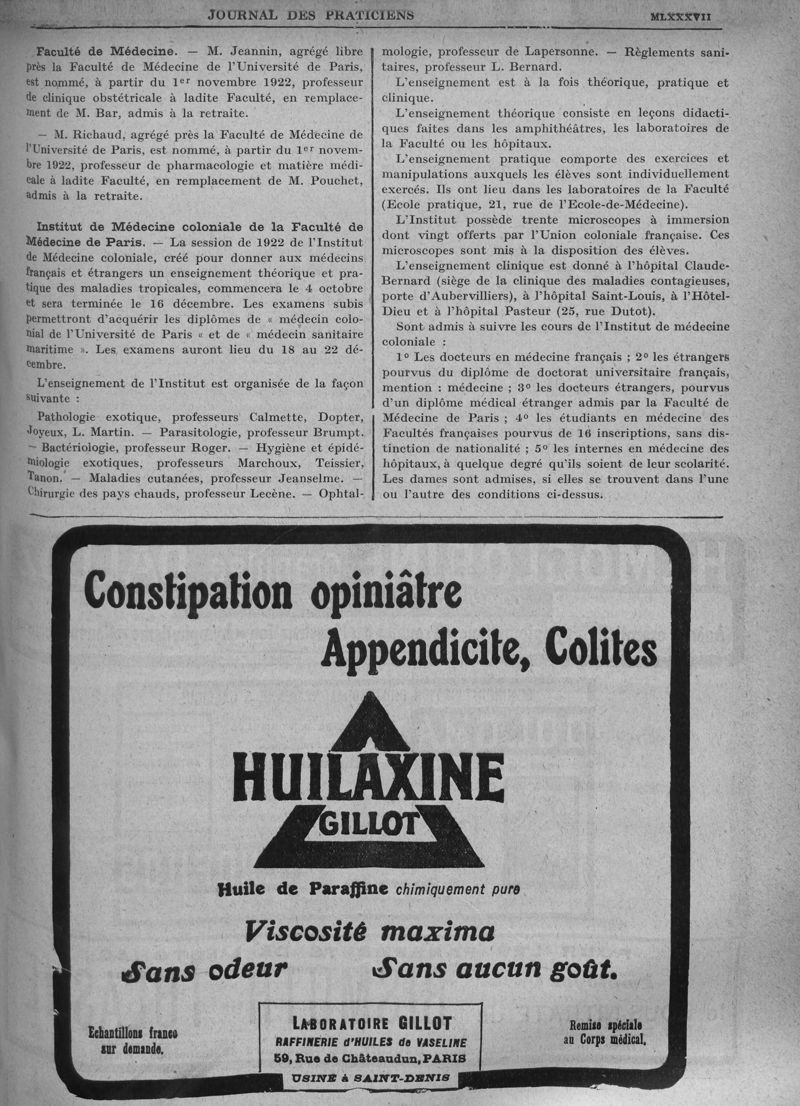 JOURNAL DES PRATICIENS
MLXXXVII
Faculté de Médecine. — M. Jeannin, agrégé libre
près la Faculté de Médecine de l'Université de Paris,
est nommé, à partir du 1er novembre 1922, professeur
de clinique obstétricale à ladite Faculté, en remplace-
ment de M. Bar, admis à la retraite.
— M. Richaud, agrégé près la Faculté de Médecine de
l'Université de Paris, est nommé, à partir du 1er novem-
bre 1922, professeur de pharmacologie et matière médi-
cale à ladite Faculté, en remplacement de M. Pouchet,
admis à la retraite.
Institut de Médecine coloniale de la Faculté de
Médecine de Paris. — La session de 1922 de l'Institut
de Médecine coloniale, créé pour donner aux médecins
français et étrangers un enseignement théorique et pra-
tique des maladies tropicales, commencera le 4 octobre
et sera terminée le 16 décembre. Les examens subis
permettront d'acquérir les diplômes de « médecin colo-
nial de l'Université de Paris « et de « médecin sanitaire
maritime ». Les examens auront lieu du 18 au 22 dé-
cembre.
L'enseignement de l'Institut est organisée de la façon
suivante :
Pathologie exotique, professeurs Calmette, Dopter,
Joyeux, L. Martin. — Parasitologie, professeur Brumpt.
— Bactériologie, professeur Roger. — Hygiène et épidé-
miologie exotiques, professeurs Marchoux, Teissier,
Tanon. — Maladies cutanées, professeur Jeanselme. —
Chirurgie des pays chauds, professeur Lecène. — Ophtal-
mologie, professeur de Lapersonne. — Règlements sani-
taires, professeur L. Bernard.
L'enseignement est à la fois théorique, pratique et
clinique.
L'enseignement théorique consiste en leçons didacti-
ques faites dans les amphithéâtres, les laboratoires de
la Faculté ou les hôpitaux.
L'enseignement pratique comporte des exercices et
manipulations auxquels les élèves sont individuellement
exercés. Ils ont lieu dans les laboratoires de la Faculté
(Ecole pratique, 21, rue de l'Ecole-de-Médecine).
L'Institut possède trente microscopes à immersion
dont vingt offerts par l'Union coloniale française. Ces
microscopes sont mis à la disposition des élèves.
L'enseignement clinique est donné à l'hôpital Claude-
Bernard (siège de la clinique des maladies contagieuses,
porte d'Aubervilliers), à l'hôpital Saint-Louis, à l'Hôtel-
Dieu et à l'hôpital Pasteur (25, rue Dutot).
Sont admis à suivre les cours de l'Institut de médecine
coloniale :
1o Les docteurs en médecine français ; 2o les étrangers
pourvus du diplôme de doctorat universitaire français,
mention : médecine ; 3o les docteurs étrangers, pourvus
d'un diplôme médical étranger admis par la Faculté de
Médecine de Paris ; 4o les étudiants en médecine des
Facultés françaises pourvus de 16 inscriptions, sans dis-
tinction de nationalité ; 5o les internes en médecine des
hôpitaux, à quelque degré qu'ils soient de leur scolarité.
Les dames sont admises, si elles se trouvent dans l'une
ou l'autre des conditions ci-dessus.
Constipation opiniâtre
Appendicite, Colites
HUILAXINE
GILLOT
Huile de Paraffine chimiquement pure
Viscosité maxima
Sans odeur Sans aucun goût.
Echantillons franco
sur demande.
LABORATOIRE GILLOT
RAFFINERIE d'HUILES de VASELINE
59, Rue de Châteaudun, PARIS
USINE à SAINT-DENIS
Remise spéciale
au Corps médical.